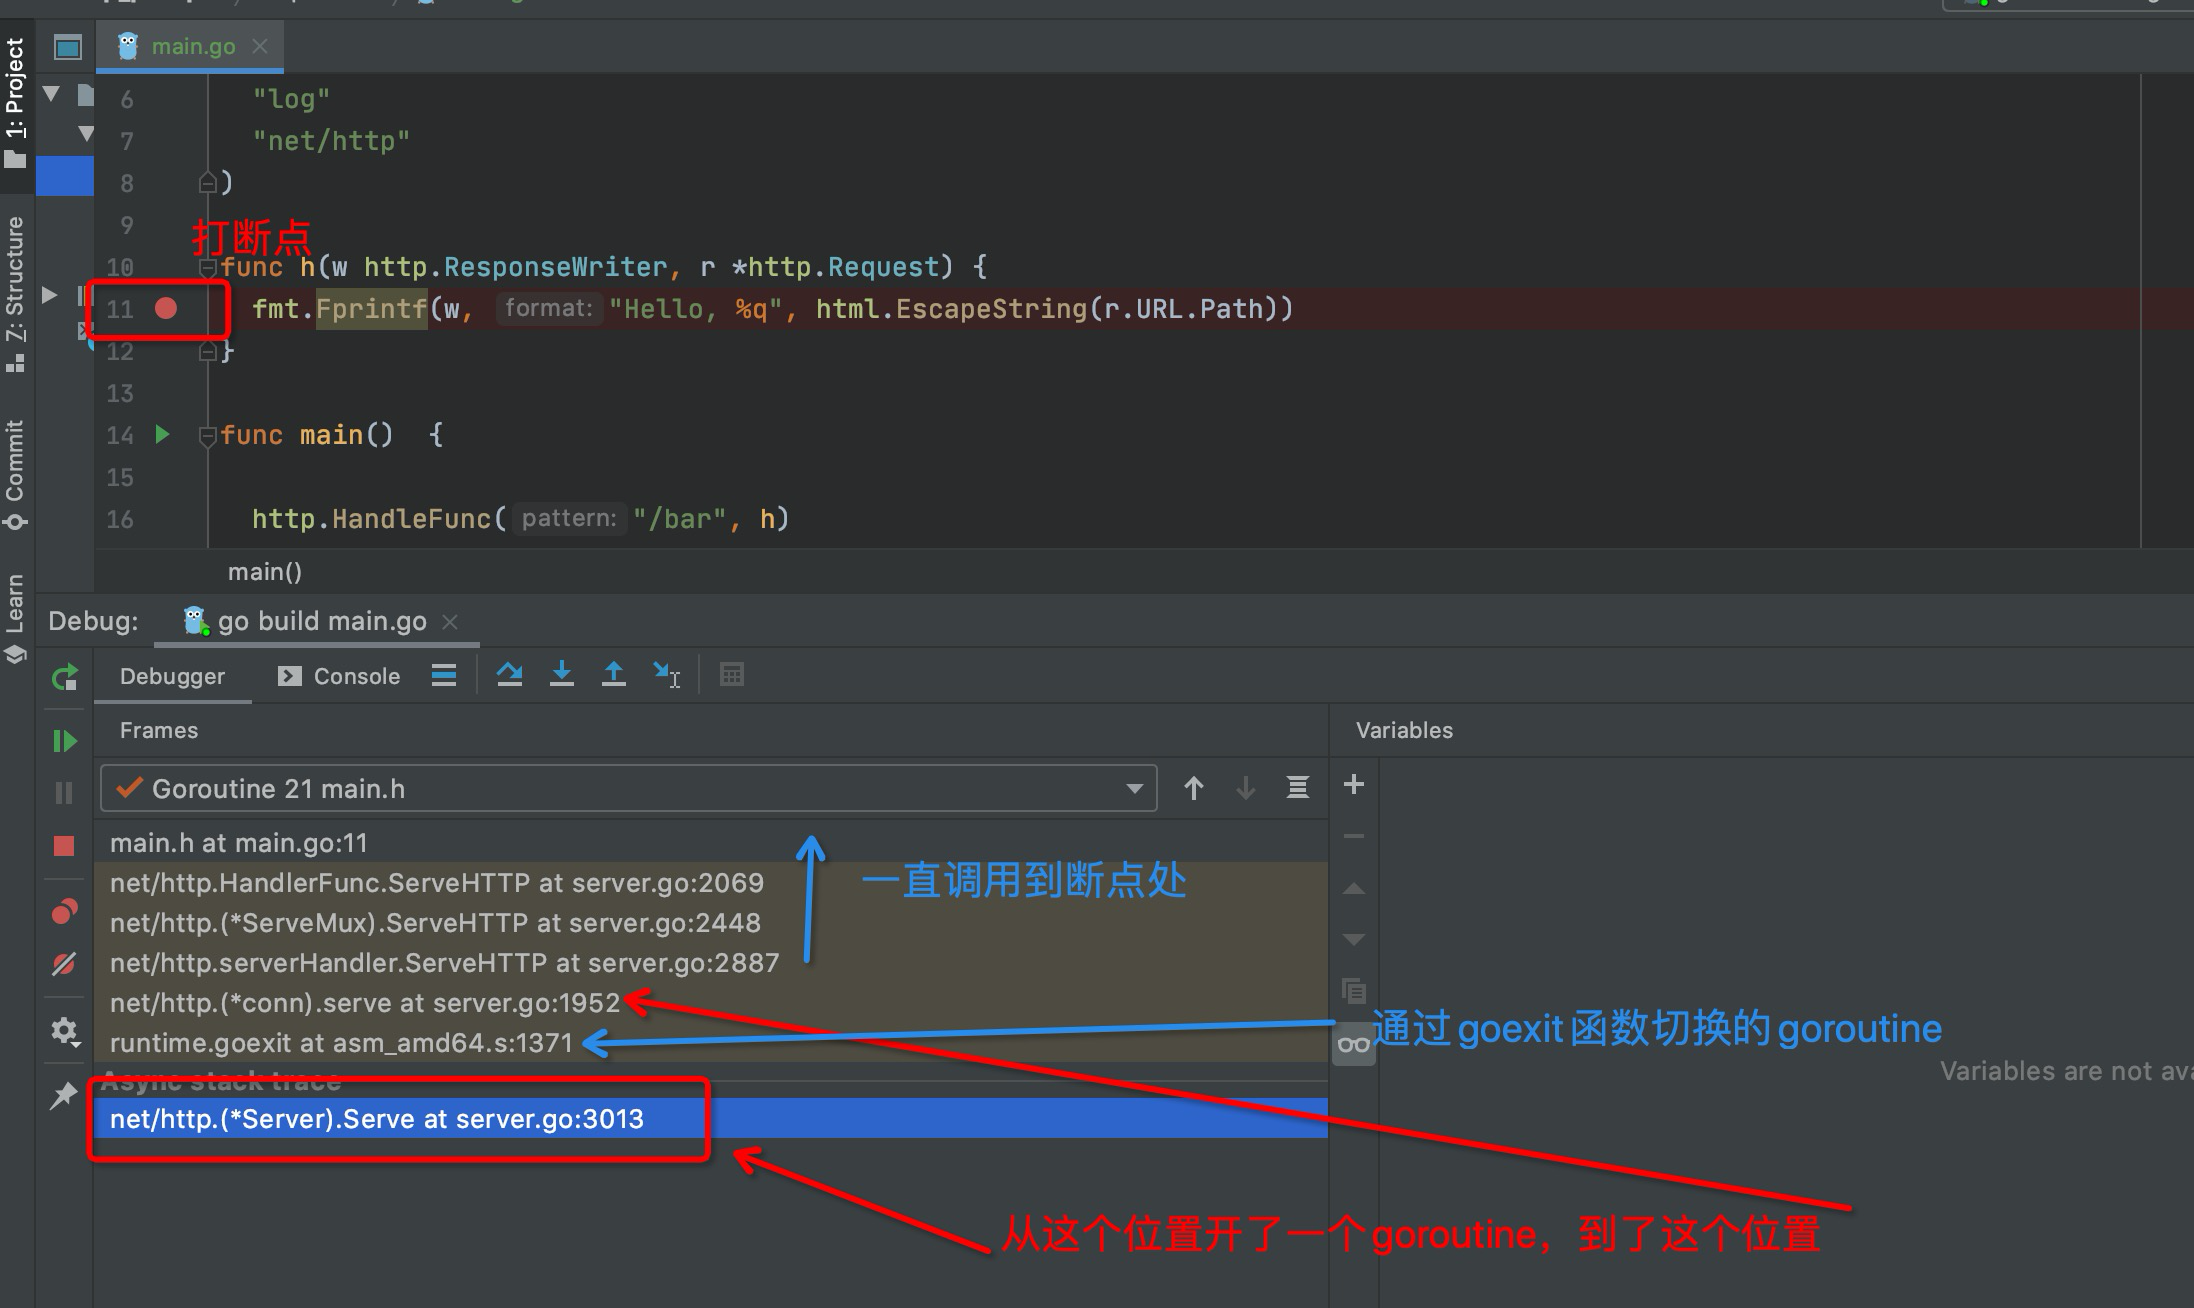 main.go
1: Project
7: Structure
Commit
Learn
6 "log"
7 "net/http"
8 )
9
打断点
10 func h(w http.ResponseWriter, r *http.Request) {
11 fmt.Fprintf(w, format: "Hello, %q", html.EscapeString(r.URL.Path))
12 }
13
14 func main() {
15
16 http.HandleFunc( pattern: "/bar", h)
main()
Debug: go build main.go
Debugger Console
Frames
Variables
Goroutine 21 main.h
main.h at main.go:11
net/http.HandlerFunc.ServeHTTP at server.go:2069
一直调用到断点处
net/http.(*ServeMux).ServeHTTP at server.go:2448
net/http.serverHandler.ServeHTTP at server.go:2887
net/http.(*conn).serve at server.go:1952
runtime.goexit at asm_amd64.s:1371
通过goexit函数切换的goroutine
Variables are not ava
Async stack trace
net/http.(*Server).Serve at server.go:3013
从这个位置开了一个goroutine，到了这个位置